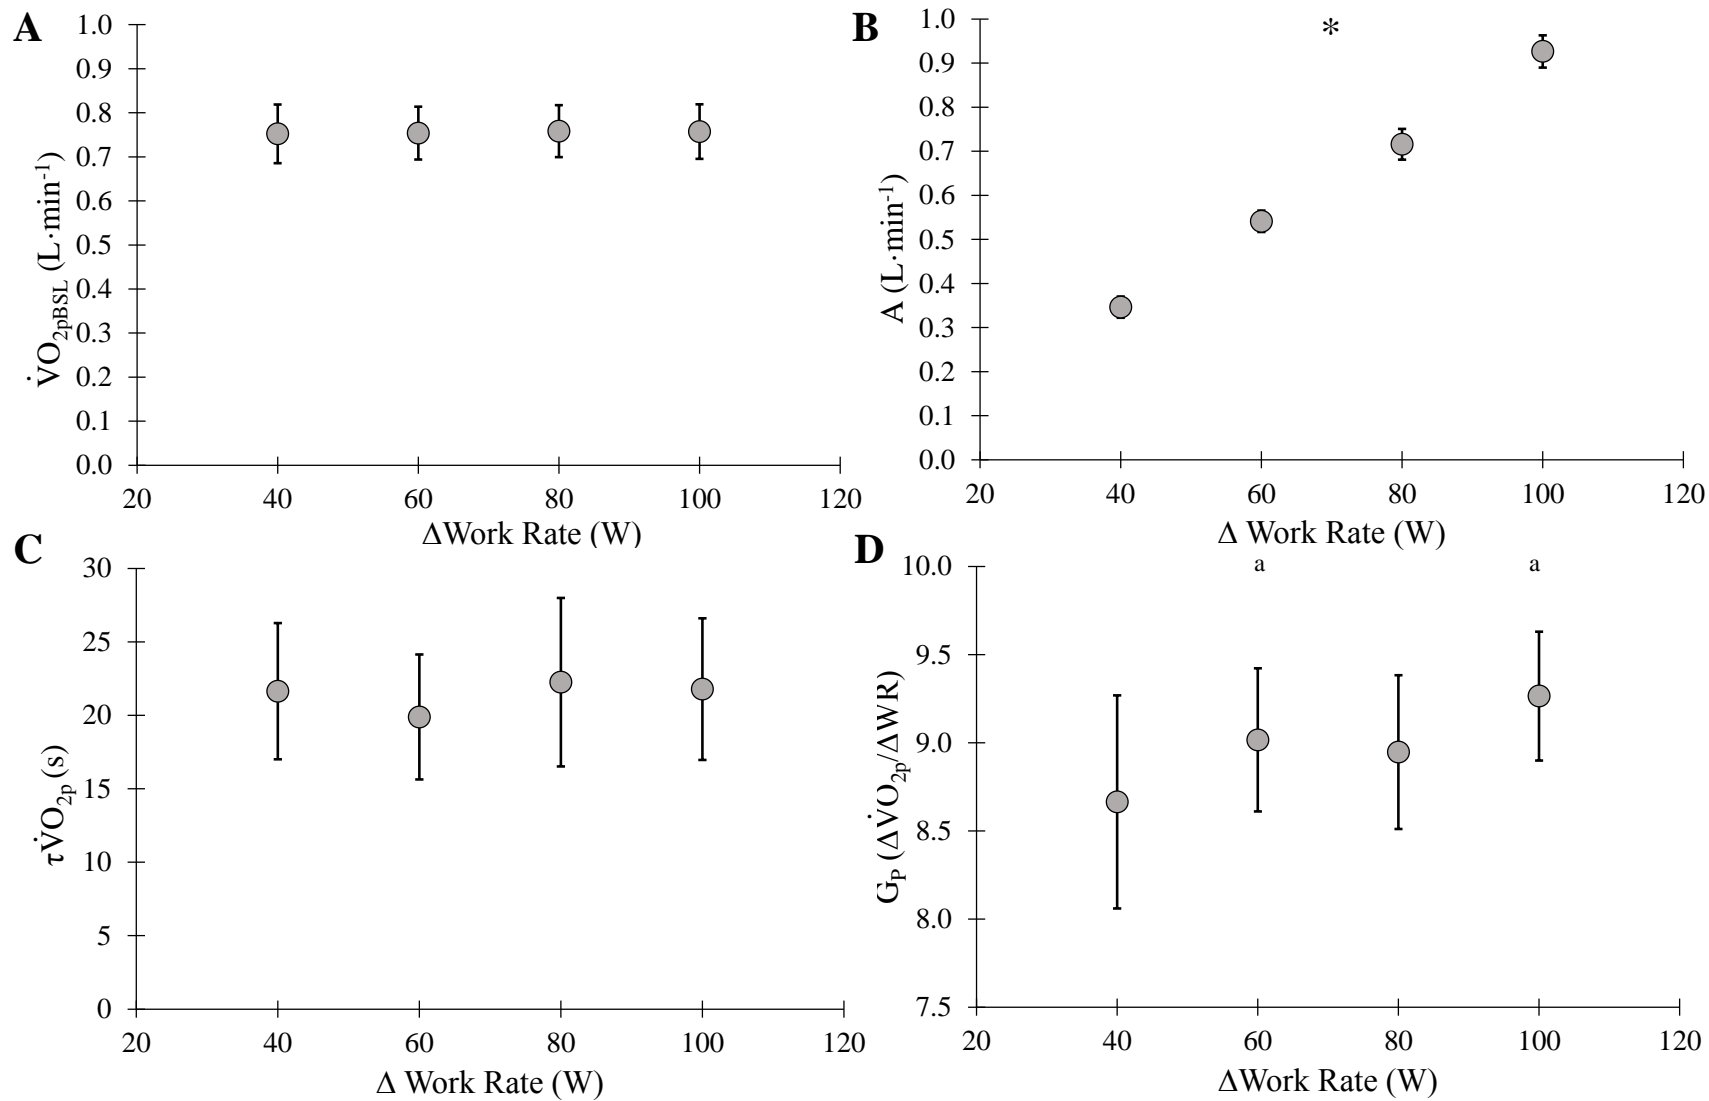 A
1.0
0.9
0.8
0.7
0.6
0.5
0.4
0.3
0.2
0.1
0.0
20 40 60 80 100 120
V̇O₂pBSL (L·min⁻¹)
ΔWork Rate (W)
B
*
1.0
0.9
0.8
0.7
0.6
0.5
0.4
0.3
0.2
0.1
0.0
20 40 60 80 100 120
A (L·min⁻¹)
Δ Work Rate (W)
C
30
25
20
15
10
5
0
20 40 60 80 100 120
τV̇O₂p (s)
Δ Work Rate (W)
D
a a
10.0
9.5
9.0
8.5
8.0
7.5
20 40 60 80 100 120
G_P (ΔV̇O₂p/ΔWR)
ΔWork Rate (W)